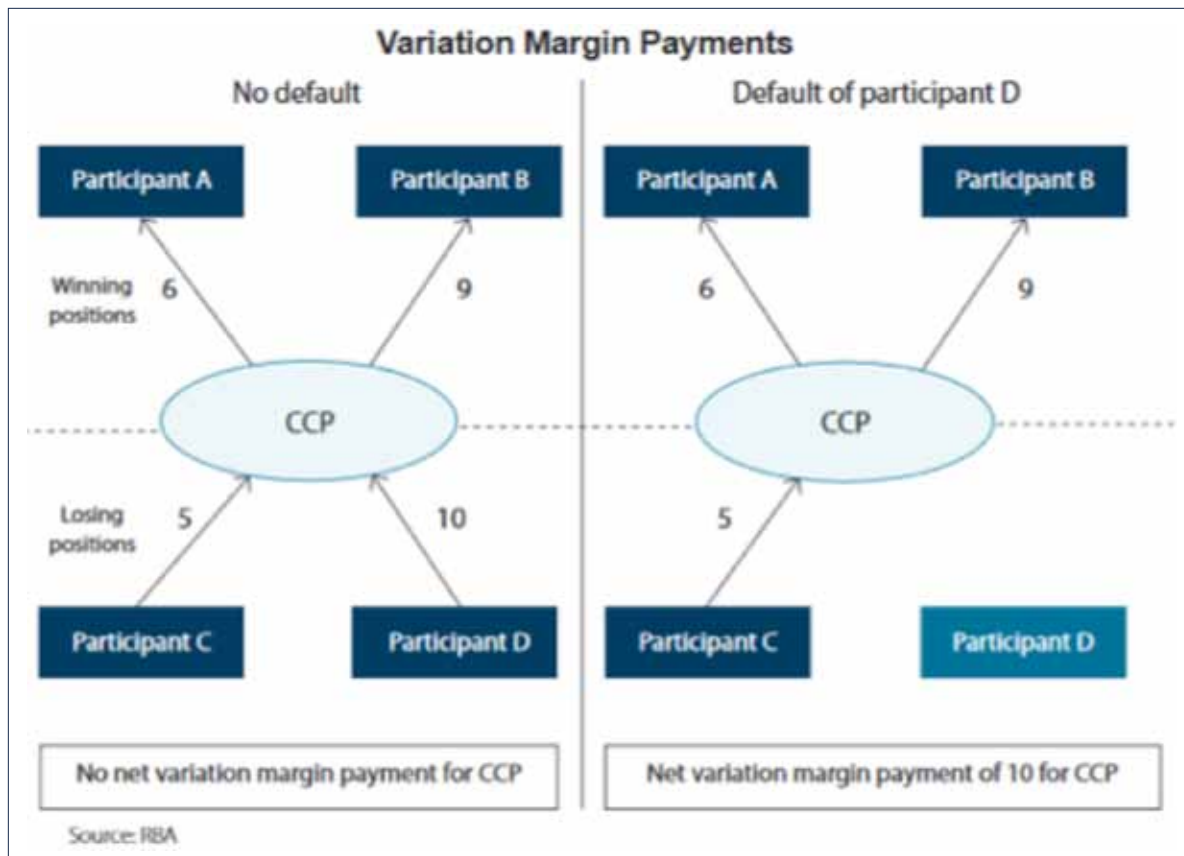 Variation Margin Payments
No default
Default of participant D
Participant A
Participant B
Participant A
Participant B
Winning
positions
6
9
6
9
CCP
CCP
Losing
positions
5
10
5
Participant C
Participant D
Participant C
Participant D
No net variation margin payment for CCP
Net variation margin payment of 10 for CCP
Source: RBA